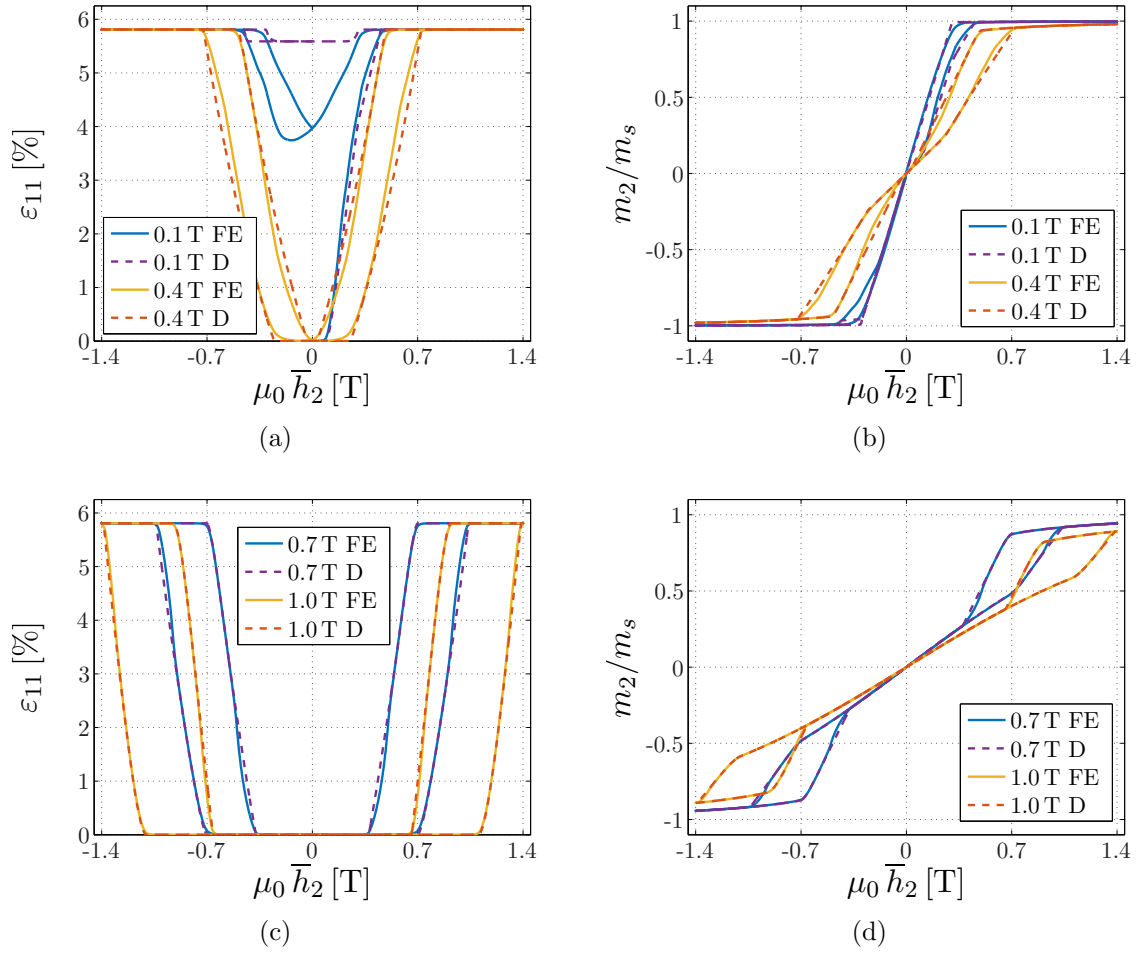 6
5
4
3
2
1
0
ε₁₁ [%]
0.1 T FE
0.1 T D
0.4 T FE
0.4 T D
-1.4 -0.7 0 0.7 1.4
μ₀ h̅₂ [T]
(a)
1
0.5
0
-0.5
-1
m₂/mₛ
0.1 T FE
0.1 T D
0.4 T FE
0.4 T D
-1.4 -0.7 0 0.7 1.4
μ₀ h̅₂ [T]
(b)
6
5
4
3
2
1
0
ε₁₁ [%]
0.7 T FE
0.7 T D
1.0 T FE
1.0 T D
-1.4 -0.7 0 0.7 1.4
μ₀ h̅₂ [T]
(c)
1
0.5
0
-0.5
-1
m₂/mₛ
0.7 T FE
0.7 T D
1.0 T FE
1.0 T D
-1.4 -0.7 0 0.7 1.4
μ₀ h̅₂ [T]
(d)